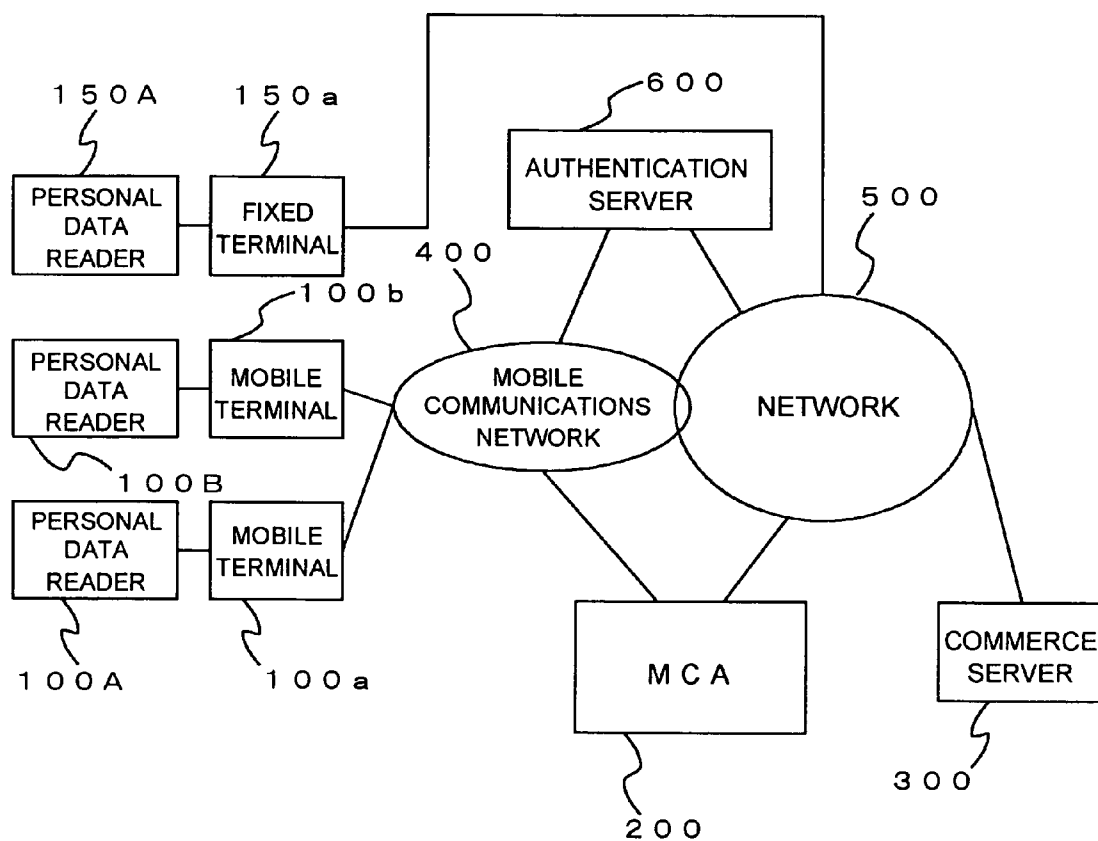 150A
150a
600
AUTHENTICATION
SERVER
500
PERSONAL
DATA
READER
FIXED
TERMINAL
400
100b
PERSONAL
DATA
READER
MOBILE
TERMINAL
MOBILE
COMMUNICATIONS
NETWORK
NETWORK
100B
PERSONAL
DATA
READER
MOBILE
TERMINAL
MCA
COMMERCE
SERVER
100A
100a
300
200